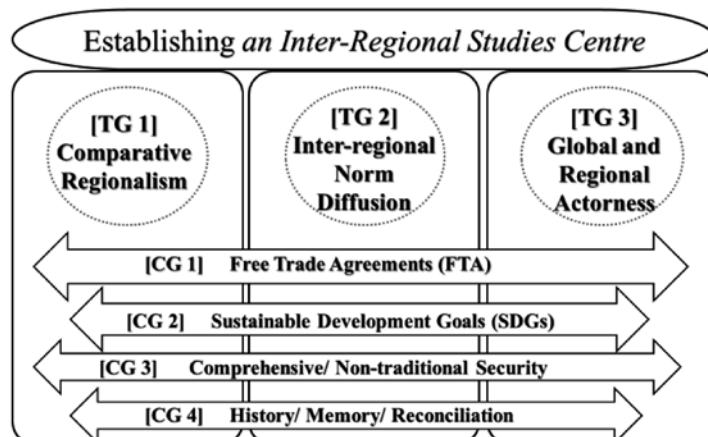 Establishing an Inter-Regional Studies Centre
[TG 1]
Comparative
Regionalism
[TG 2]
Inter-regional
Norm
Diffusion
[TG 3]
Global and
Regional
Actorness
[CG 1] Free Trade Agreements (FTA)
[CG 2] Sustainable Development Goals (SDGs)
[CG 3] Comprehensive/ Non-traditional Security
[CG 4] History/ Memory/ Reconciliation